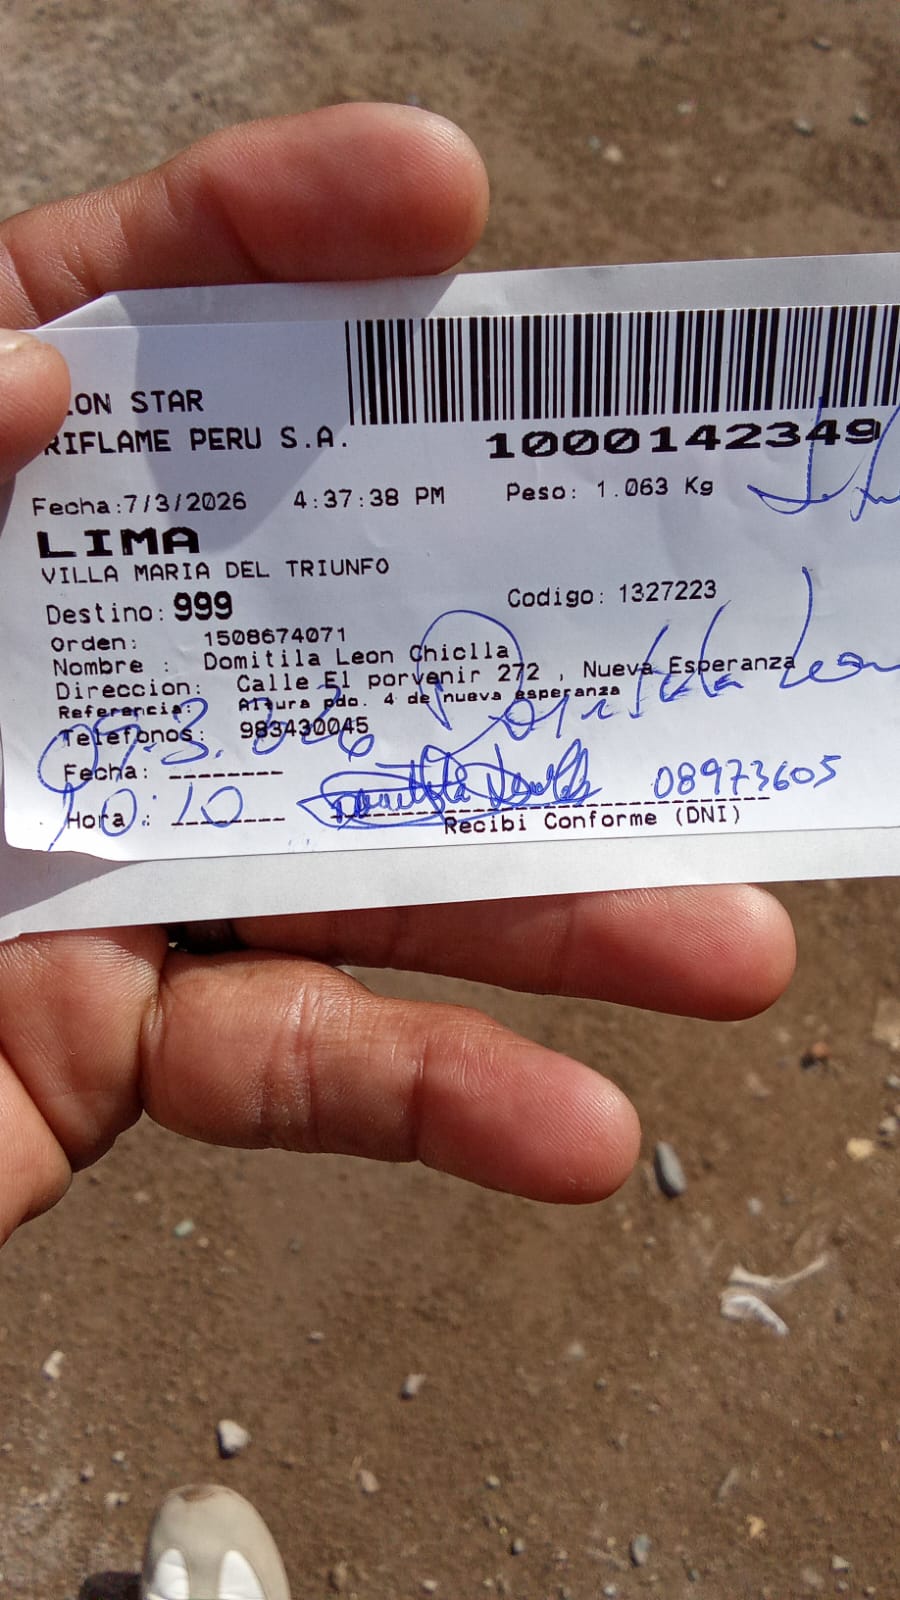 ON STAR
RIFLAME PERU S.A.
1000142349
Fecha:7/3/2026 4:37:38 PM Peso: 1.063 Kg
LIMA
VILLA MARIA DEL TRIUNFO
Destino: 999 Codigo: 1327223
Orden: 1508674071
Nombre : Domitila Leon Chiclla
Direccion: Calle El porvenir 272 , Nueva Esperanza
Referencia: Altura pdo. 4 de nueva esperanza
Telefonos: 983430045
Fecha:
Hora : 10:10
08973605
Recibi Conforme (DNI)